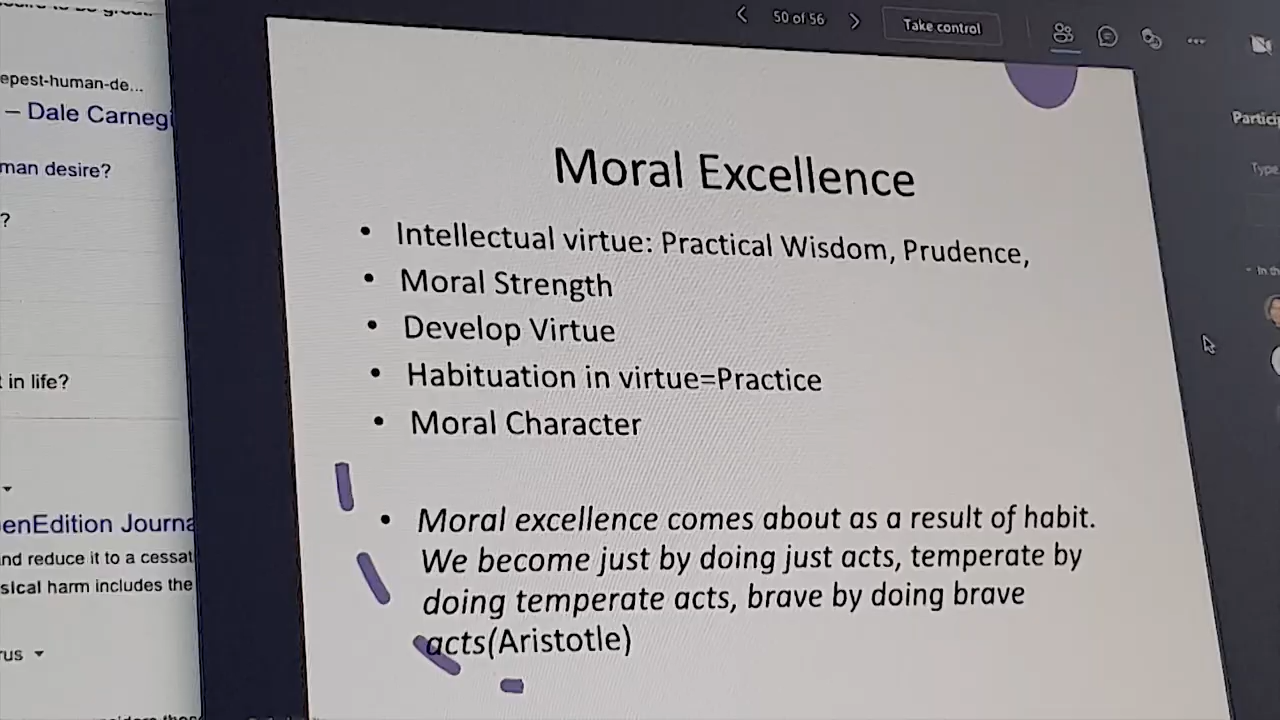 epest-human-de...
– Dale Carneg
man desire?
?
t in life?
enEdition Journa
nd reduce it to a cessat
sical harm includes the
rus
50 of 56
Take control
Partici
Type
Moral Excellence
• Intellectual virtue: Practical Wisdom, Prudence,
• Moral Strength
• Develop Virtue
• Habituation in virtue=Practice
• Moral Character
• Moral excellence comes about as a result of habit.
We become just by doing just acts, temperate by
doing temperate acts, brave by doing brave
acts(Aristotle)